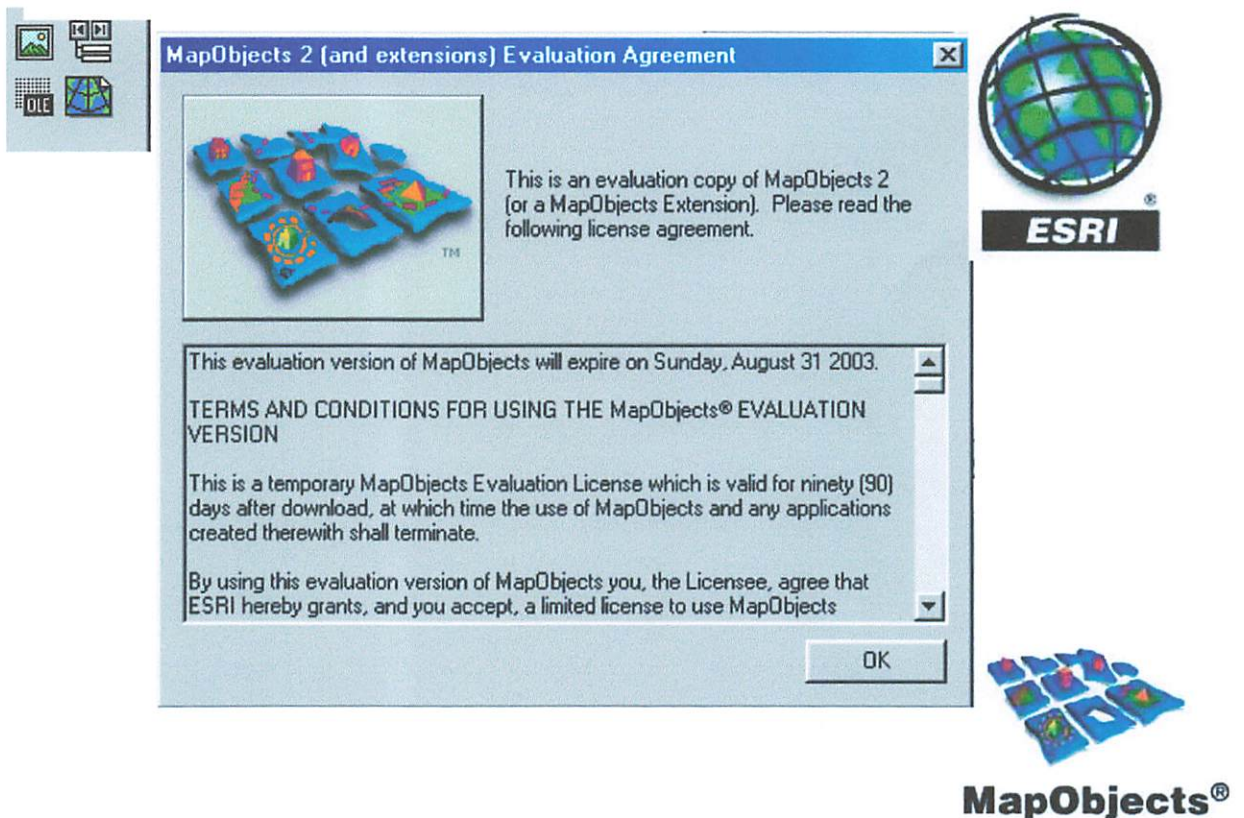 OLE
MapObjects 2 (and extensions) Evaluation Agreement
TM
This is an evaluation copy of MapObjects 2
(or a MapObjects Extension).  Please read the
following license agreement.
This evaluation version of MapObjects will expire on Sunday, August 31 2003.
TERMS AND CONDITIONS FOR USING THE MapObjects® EVALUATION
VERSION
This is a temporary MapObjects Evaluation License which is valid for ninety (90)
days after download, at which time the use of MapObjects and any applications
created therewith shall terminate.
By using this evaluation version of MapObjects you, the Licensee, agree that
ESRI hereby grants, and you accept, a limited license to use MapObjects
OK
®
ESRI
MapObjects®